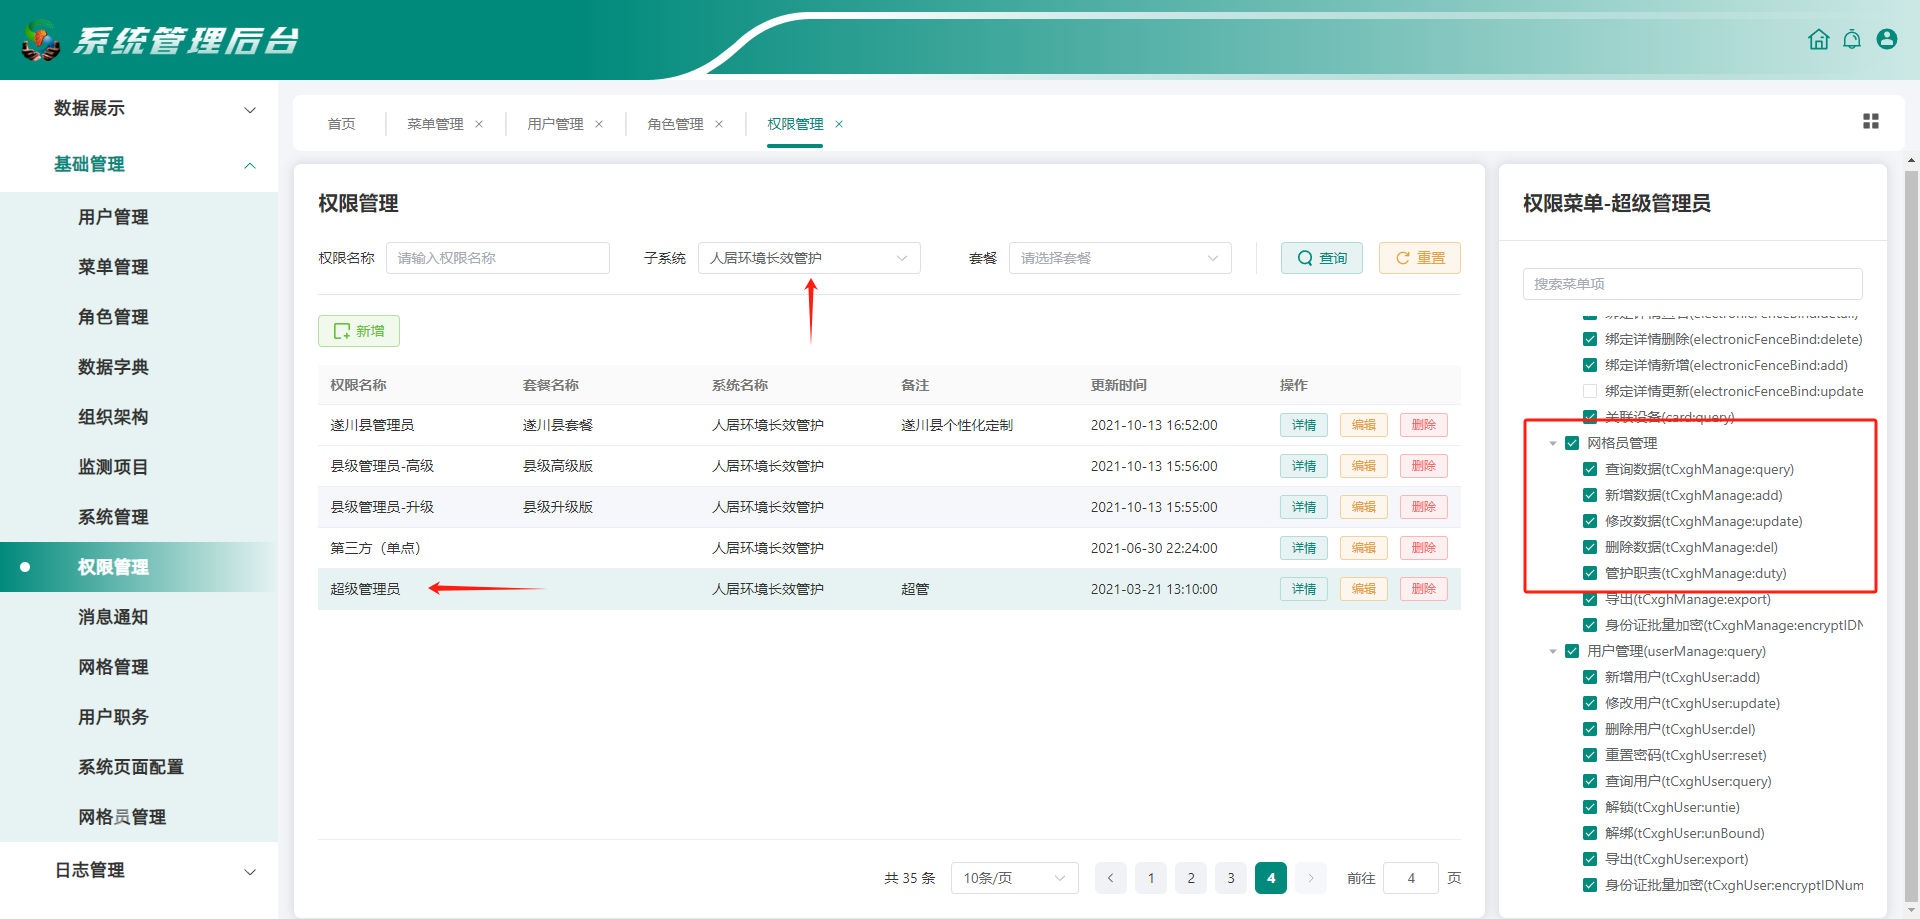 系统管理后台
数据展示
基础管理
用户管理
菜单管理
角色管理
数据字典
组织架构
监测项目
系统管理
权限管理
消息通知
网格管理
用户职务
系统页面配置
网格员管理
日志管理
首页 菜单管理 × 用户管理 × 角色管理 × 权限管理 ×
权限管理
权限名称 请输入权限名称 子系统 人居环境长效管护 套餐 请选择套餐 查询 重置
新增
权限名称 套餐名称 系统名称 备注 更新时间 操作
遂川县管理员 遂川县套餐 人居环境长效管护 遂川县个性化定制 2021-10-13 16:52:00 详情 编辑 删除
县级管理员-高级 县级高级版 人居环境长效管护 2021-10-13 15:56:00 详情 编辑 删除
县级管理员-升级 县级升级版 人居环境长效管护 2021-10-13 15:55:00 详情 编辑 删除
第三方（单点） 人居环境长效管护 2021-06-30 22:24:00 详情 编辑 删除
超级管理员 人居环境长效管护 超管 2021-03-21 13:10:00 详情 编辑 删除
共 35 条 10条/页 1 2 3 4 前往 4 页
权限菜单-超级管理员
搜索菜单项
绑定详情查看(electronicFenceBind:detail)
绑定详情删除(electronicFenceBind:delete)
绑定详情新增(electronicFenceBind:add)
绑定详情更新(electronicFenceBind:update
关联设备(card:query)
网格员管理
查询数据(tCxghManage:query)
新增数据(tCxghManage:add)
修改数据(tCxghManage:update)
删除数据(tCxghManage:del)
管护职责(tCxghManage:duty)
导出(tCxghManage:export)
身份证批量加密(tCxghManage:encryptIDN
用户管理(userManage:query)
新增用户(tCxghUser:add)
修改用户(tCxghUser:update)
删除用户(tCxghUser:del)
重置密码(tCxghUser:reset)
查询用户(tCxghUser:query)
解锁(tCxghUser:untie)
解绑(tCxghUser:unBound)
导出(tCxghUser:export)
身份证批量加密(tCxghUser:encryptIDNum